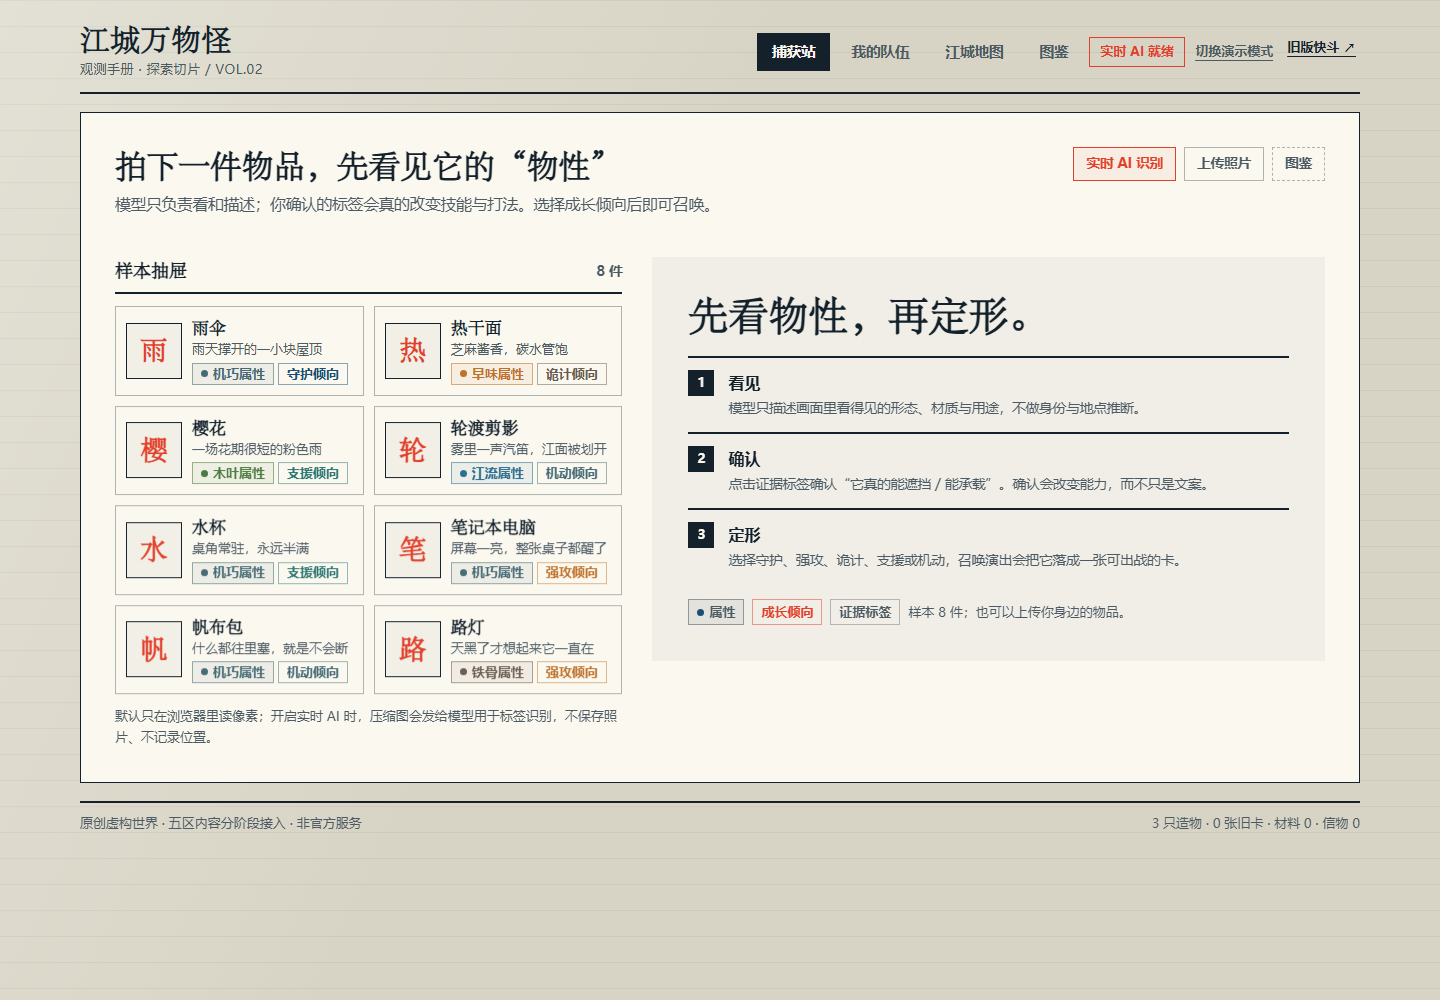 江城万物怪
观测手册 · 探索切片 / VOL.02
捕获站
我的队伍
江城地图
图鉴
实时 AI 就绪
切换演示模式
旧版快斗 ↗
拍下一件物品，先看见它的“物性”
模型只负责看和描述；你确认的标签会真的改变技能与打法。选择成长倾向后即可召唤。
实时 AI 识别
上传照片
图鉴
样本抽屉
8 件
雨
雨伞
雨天撑开的一小块屋顶
机巧属性
守护倾向
热
热干面
芝麻酱香，碳水管饱
早味属性
诡计倾向
樱
樱花
一场花期很短的粉色雨
木叶属性
支援倾向
轮
轮渡剪影
雾里一声汽笛，江面被划开
江流属性
机动倾向
水
水杯
桌角常驻，永远半满
机巧属性
支援倾向
笔
笔记本电脑
屏幕一亮，整张桌子都醒了
机巧属性
强攻倾向
帆
帆布包
什么都往里塞，就是不会断
机巧属性
机动倾向
路
路灯
天黑了才想起来它一直在
铁骨属性
强攻倾向
默认只在浏览器里读像素；开启实时 AI 时，压缩图会发给模型用于标签识别，不保存照
片、不记录位置。
先看物性，再定形。
1
看见
模型只描述画面里看得见的形态、材质与用途，不做身份与地点推断。
2
确认
点击证据标签确认“它真的能遮挡 / 能承载”。确认会改变能力，而不只是文案。
3
定形
选择守护、强攻、诡计、支援或机动，召唤演出会把它落成一张可出战的卡。
属性
成长倾向
证据标签
样本 8 件；也可以上传你身边的物品。
原创虚构世界 · 五区内容分阶段接入 · 非官方服务
3 只造物 · 0 张旧卡 · 材料 0 · 信物 0